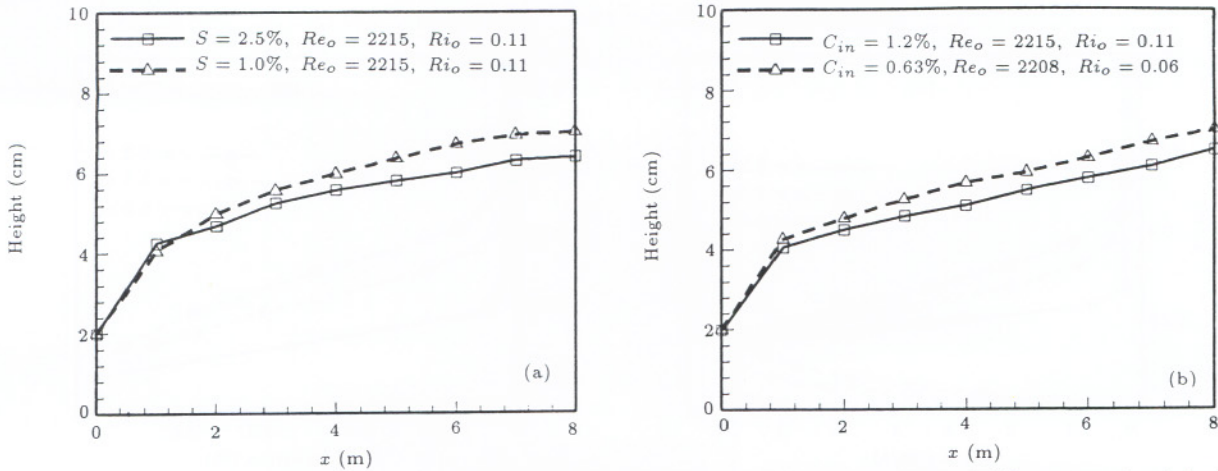 10
8
6
4
2
0
Height (cm)
S = 2.5%, Re_o = 2215, Ri_o = 0.11
S = 1.0%, Re_o = 2215, Ri_o = 0.11
(a)
0 2 4 6 8
x (m)
10
8
6
4
2
0
Height (cm)
C_in = 1.2%, Re_o = 2215, Ri_o = 0.11
C_in = 0.63%, Re_o = 2208, Ri_o = 0.06
(b)
0 2 4 6 8
x (m)